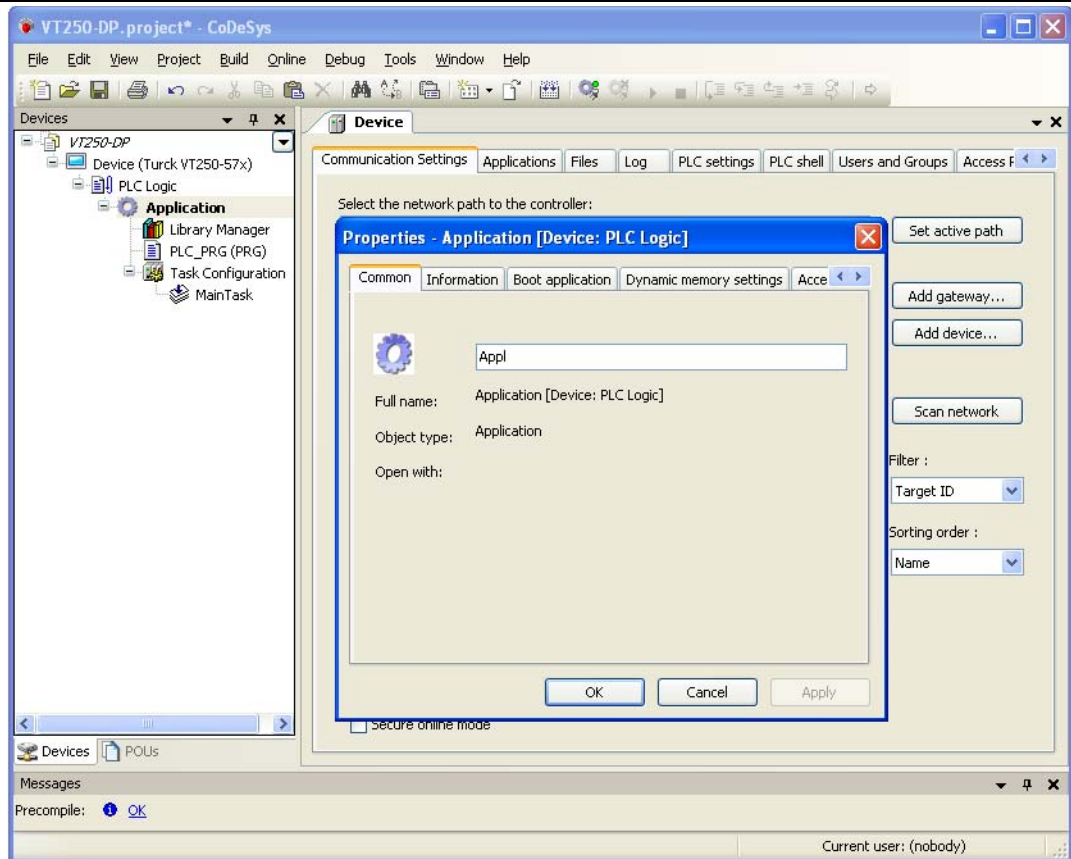 VT250-DP.project* - CoDeSys
File Edit View Project Build Online Debug Tools Window Help
Devices
Device
VT250-DP
Device (Turck VT250-57x)
PLC Logic
Application
Library Manager
PLC_PRG (PRG)
Task Configuration
MainTask
Communication Settings Applications Files Log PLC settings PLC shell Users and Groups Access
Select the network path to the controller:
Set active path
Add gateway...
Add device...
Scan network
Filter :
Target ID
Sorting order :
Name
Properties - Application [Device: PLC Logic]
Common Information Boot application Dynamic memory settings Acce
Appl
Full name: Application [Device: PLC Logic]
Object type: Application
Open with:
OK Cancel Apply
Secure online mode
Devices POUs
Messages
Precompile: OK
Current user: (nobody)